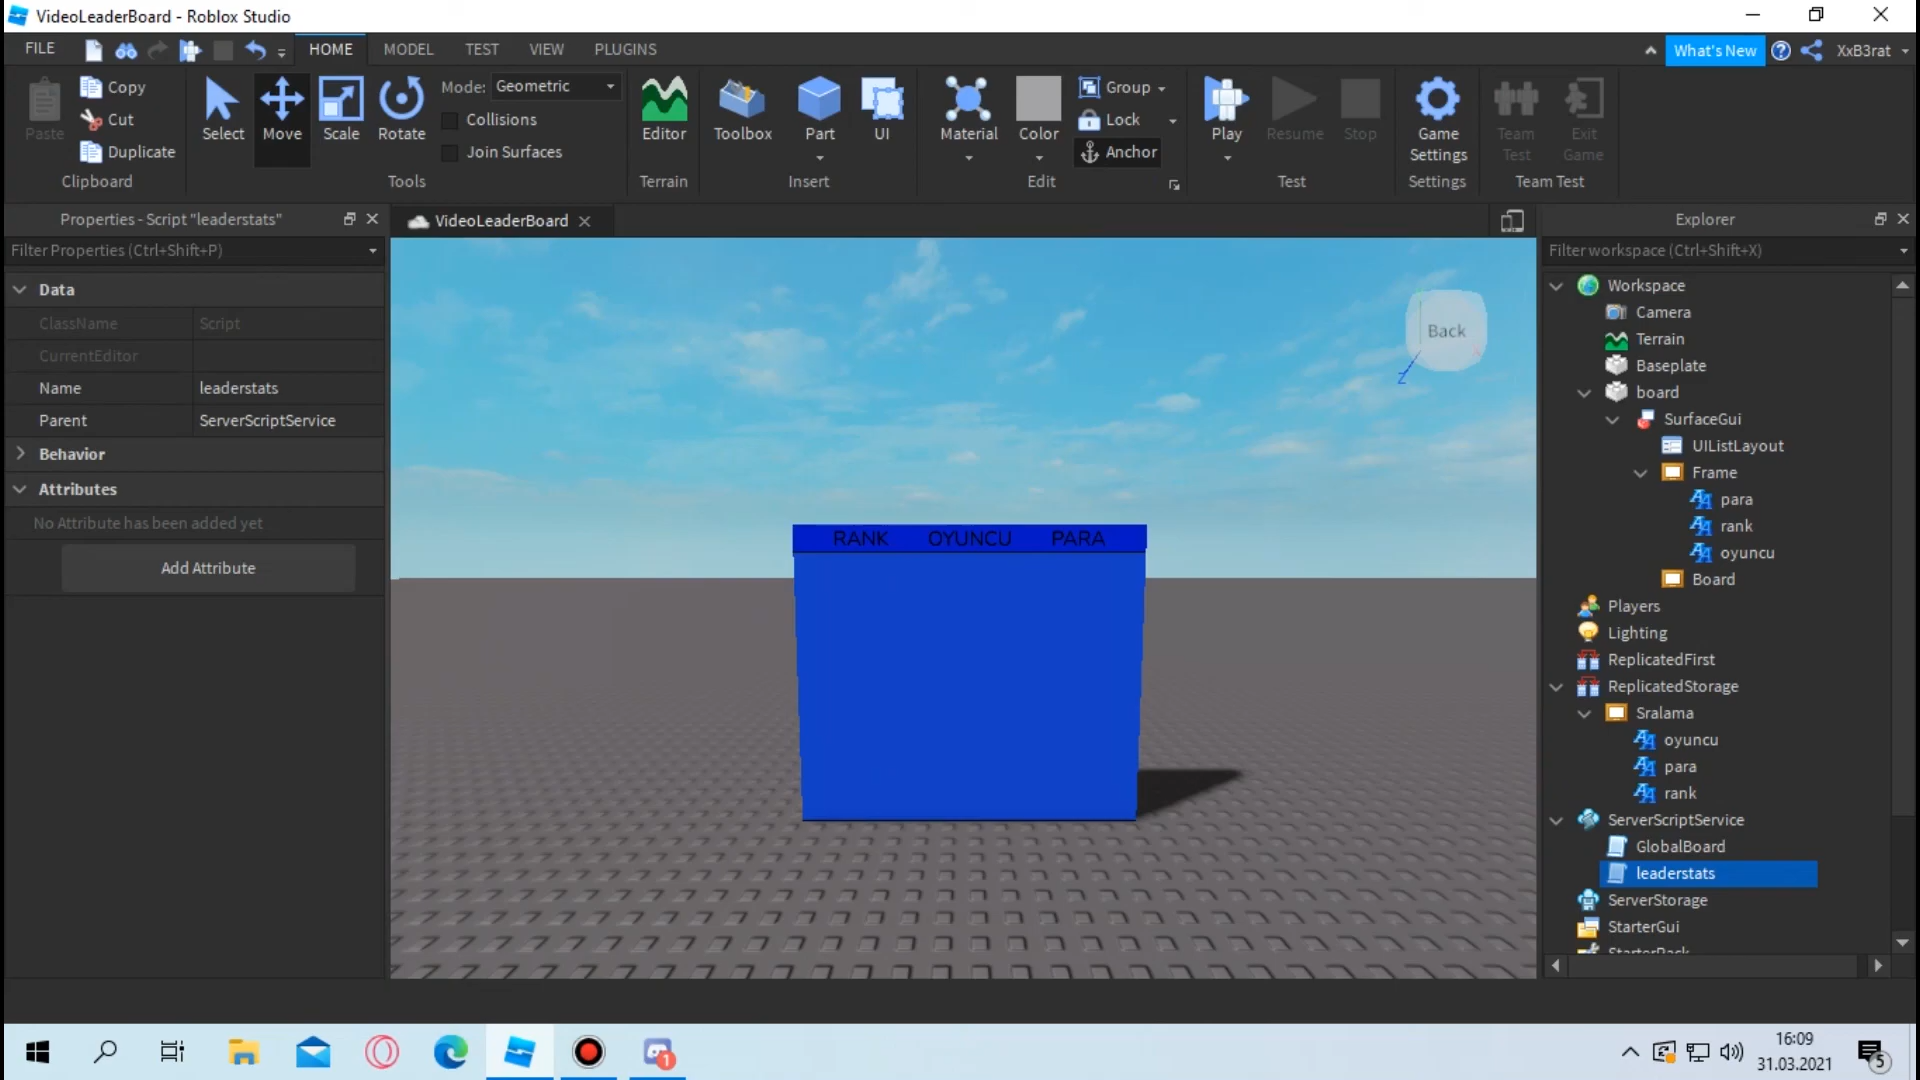 VideoLeaderBoard - Roblox Studio
FILE
HOME
MODEL
TEST
VIEW
PLUGINS
What's New
XxB3rat
Paste
Copy
Cut
Duplicate
Clipboard
Select
Move
Scale
Rotate
Mode: Geometric
Collisions
Join Surfaces
Tools
Editor
Terrain
Toolbox
Part
UI
Insert
Material
Color
Group
Lock
Anchor
Edit
Play
Resume
Stop
Test
Game Settings
Settings
Team Test
Exit Game
Team Test
Properties - Script "leaderstats"
Filter Properties (Ctrl+Shift+P)
Data
ClassName Script
CurrentEditor
Name leaderstats
Parent ServerScriptService
Behavior
Attributes
No Attribute has been added yet
Add Attribute
VideoLeaderBoard
Back
Z
RANK OYUNCU PARA
Explorer
Filter workspace (Ctrl+Shift+X)
Workspace
Camera
Terrain
Baseplate
board
SurfaceGui
UIListLayout
Frame
para
rank
oyuncu
Board
Players
Lighting
ReplicatedFirst
ReplicatedStorage
Sralama
oyuncu
para
rank
ServerScriptService
GlobalBoard
leaderstats
ServerStorage
StarterGui
StarterPack
1
16:09
31.03.2021
5